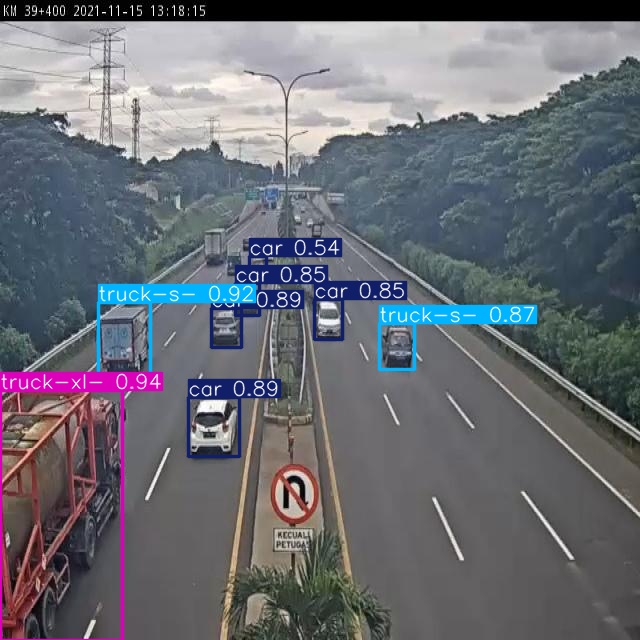 KM 39+400 2021-11-15 13:18:15
car 0.54
car 0.85
truck-s- 0.92
car 0.89
car 0.85
truck-s- 0.87
truck-xl- 0.94
car 0.89
KECUALI
PETUGAS